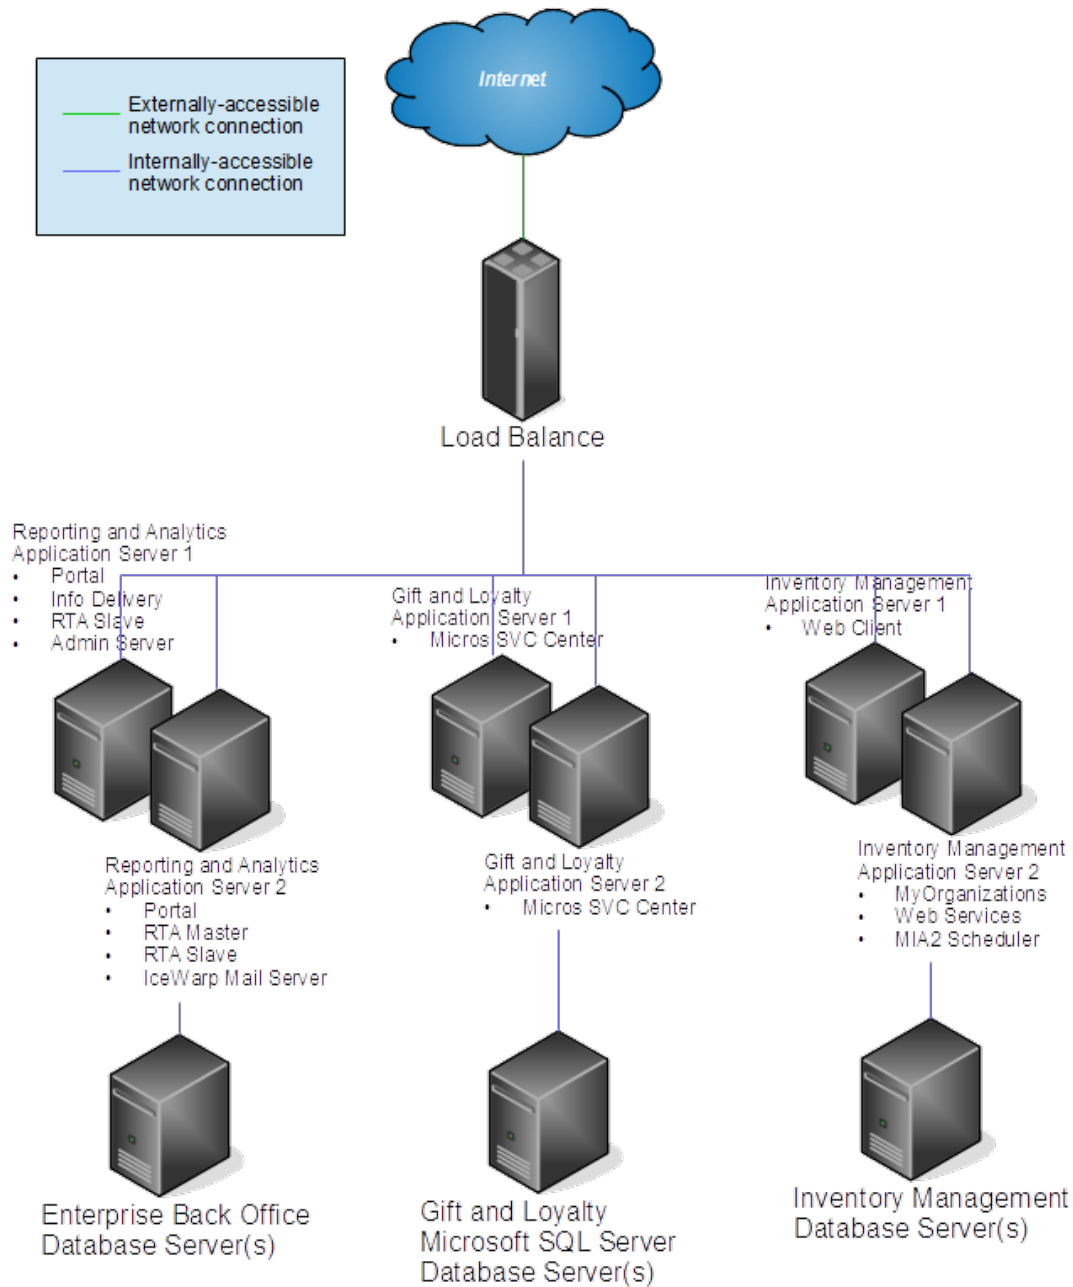 Internet
Externally-accessible
network connection
Internally-accessible
network connection
Load Balance
Reporting and Analytics
Application Server 1
• Portal
• Info Delivery
• RTA Slave
• Admin Server
Gift and Loyalty
Application Server 1
• Micros SVC Center
Inventory Management
Application Server 1
• Web Client
Reporting and Analytics
Application Server 2
• Portal
• RTA Master
• RTA Slave
• IceWarp Mail Server
Gift and Loyalty
Application Server 2
• Micros SVC Center
Inventory Management
Application Server 2
• MyOrganizations
• Web Services
• MIA2 Scheduler
Enterprise Back Office
Database Server(s)
Gift and Loyalty
Microsoft SQL Server
Database Server(s)
Inventory Management
Database Server(s)